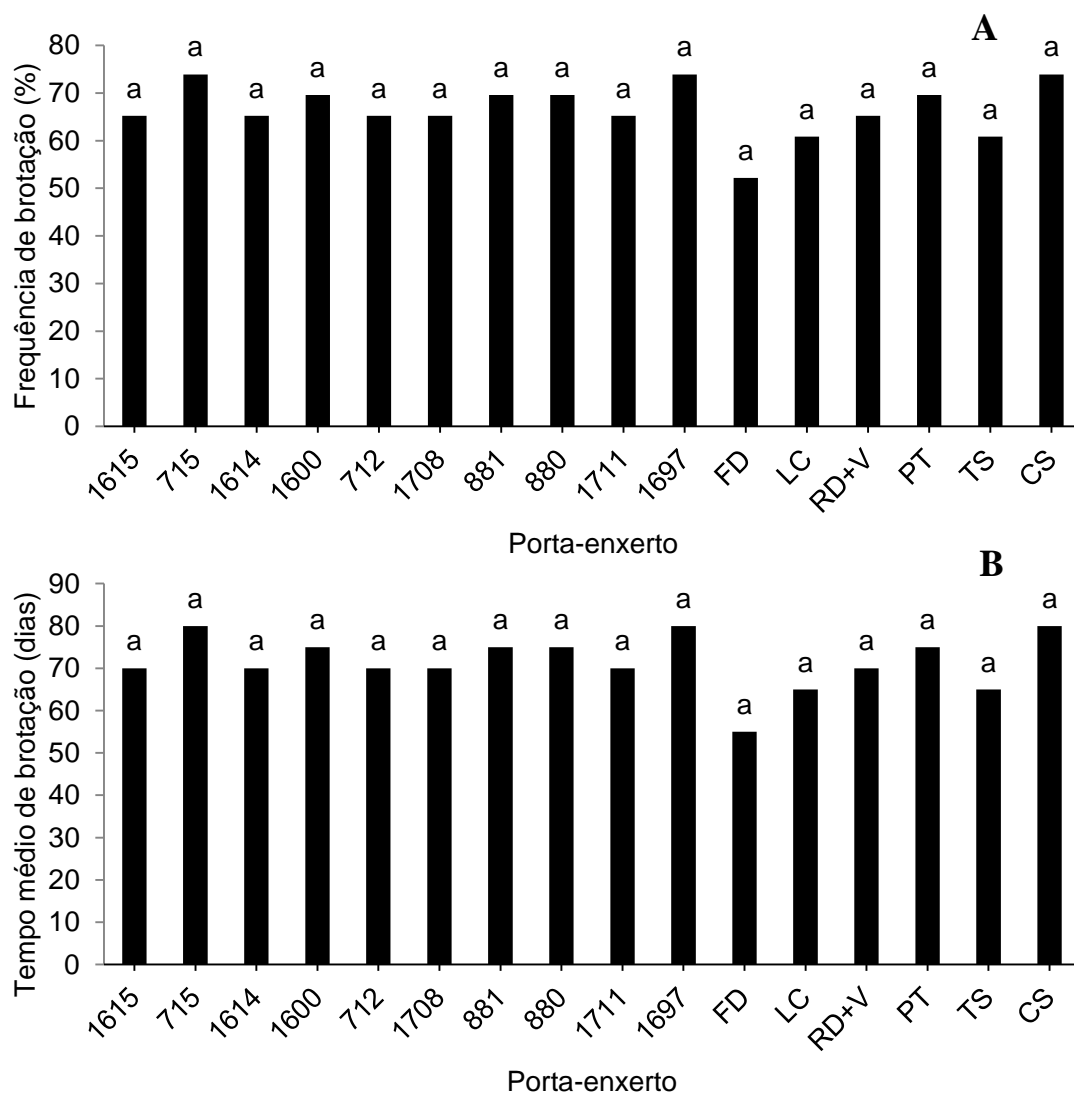 A
Frequência de brotação (%)
80
70
60
50
40
30
20
10
0
a a a a a a a a a a a a a a a a
1615 715 1614 1600 712 1708 881 880 1711 1697 FD LC RD+V PT TS CS
Porta-enxerto
B
Tempo médio de brotação (dias)
90
80
70
60
50
40
30
20
10
0
a a a a a a a a a a a a a a a a
1615 715 1614 1600 712 1708 881 880 1711 1697 FD LC RD+V PT TS CS
Porta-enxerto